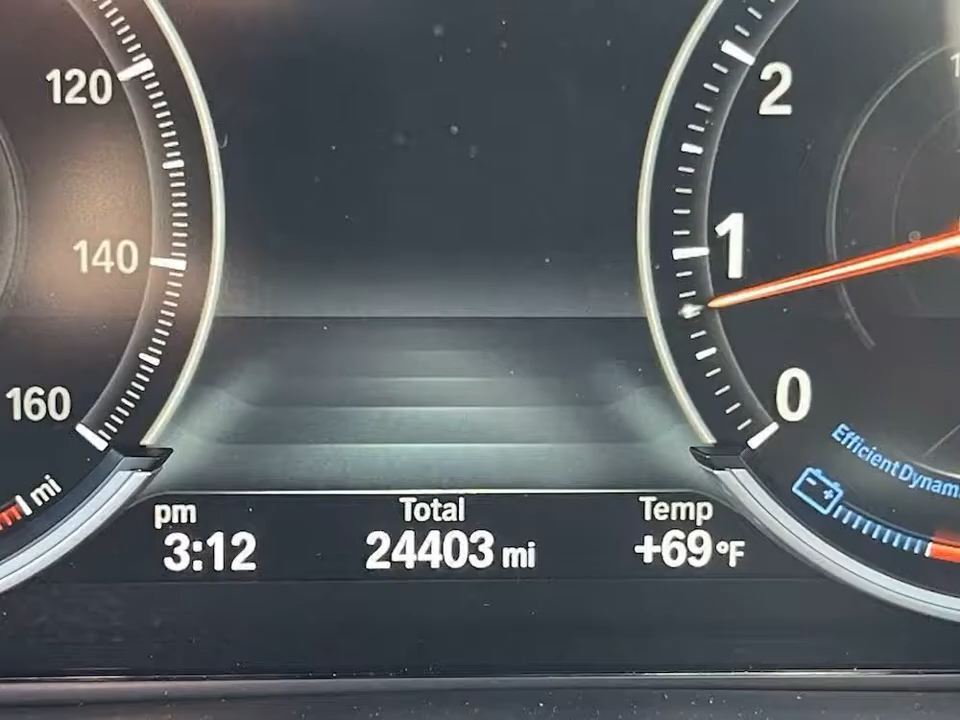 120
140
160
mi
2
1
0
EfficientDynam
pm
Total
Temp
3:12
24403 mi
+69 °F